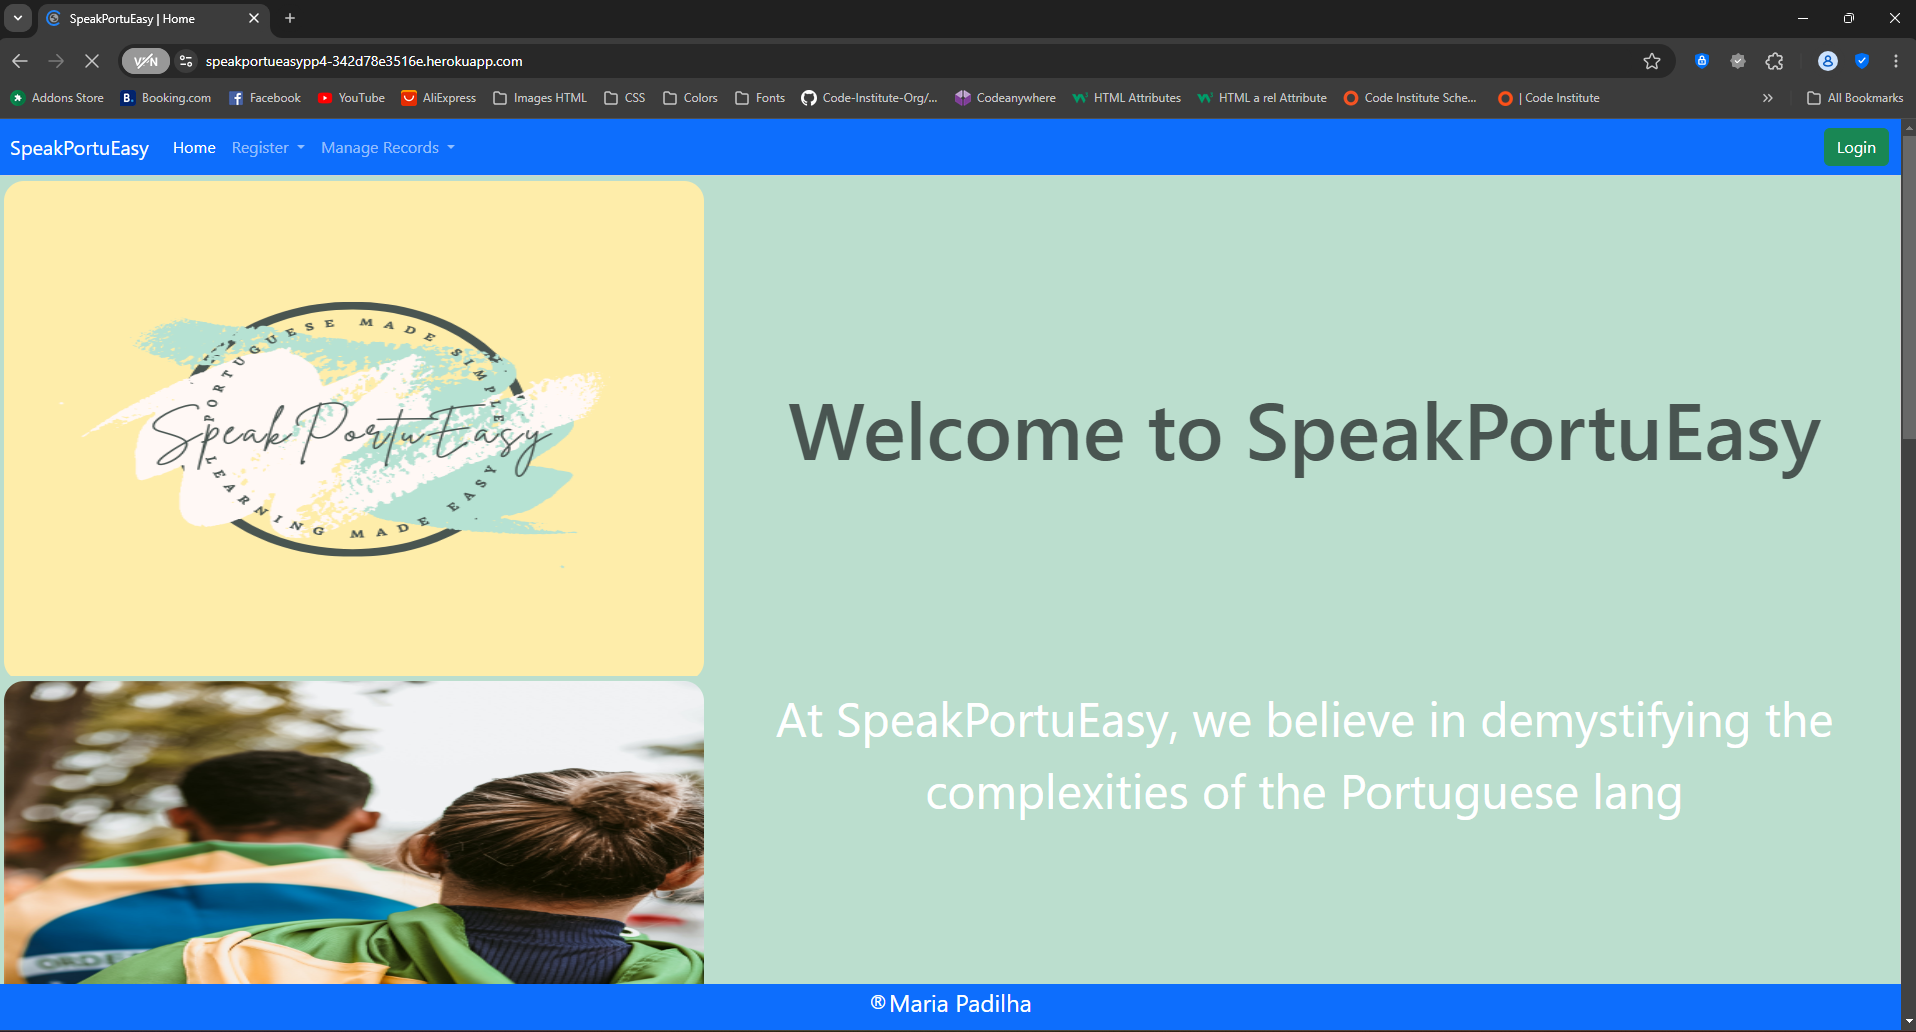 SpeakPortuEasy | Home
VPN
speakportueasypp4-342d78e3516e.herokuapp.com
Addons Store
B. Booking.com
Facebook
YouTube
AliExpress
Images HTML
CSS
Colors
Fonts
Code-Institute-Org/...
Codeanywhere
HTML Attributes
HTML a rel Attribute
Code Institute Sche...
| Code Institute
All Bookmarks
SpeakPortuEasy
Home
Register
Manage Records
Login
PORTUGUESE MADE SIMPLE
SpeakPortuEasy
LEARNING MADE EASY
Welcome to SpeakPortuEasy
At SpeakPortuEasy, we believe in demystifying the
complexities of the Portuguese lang
ORDE
®Maria Padilha